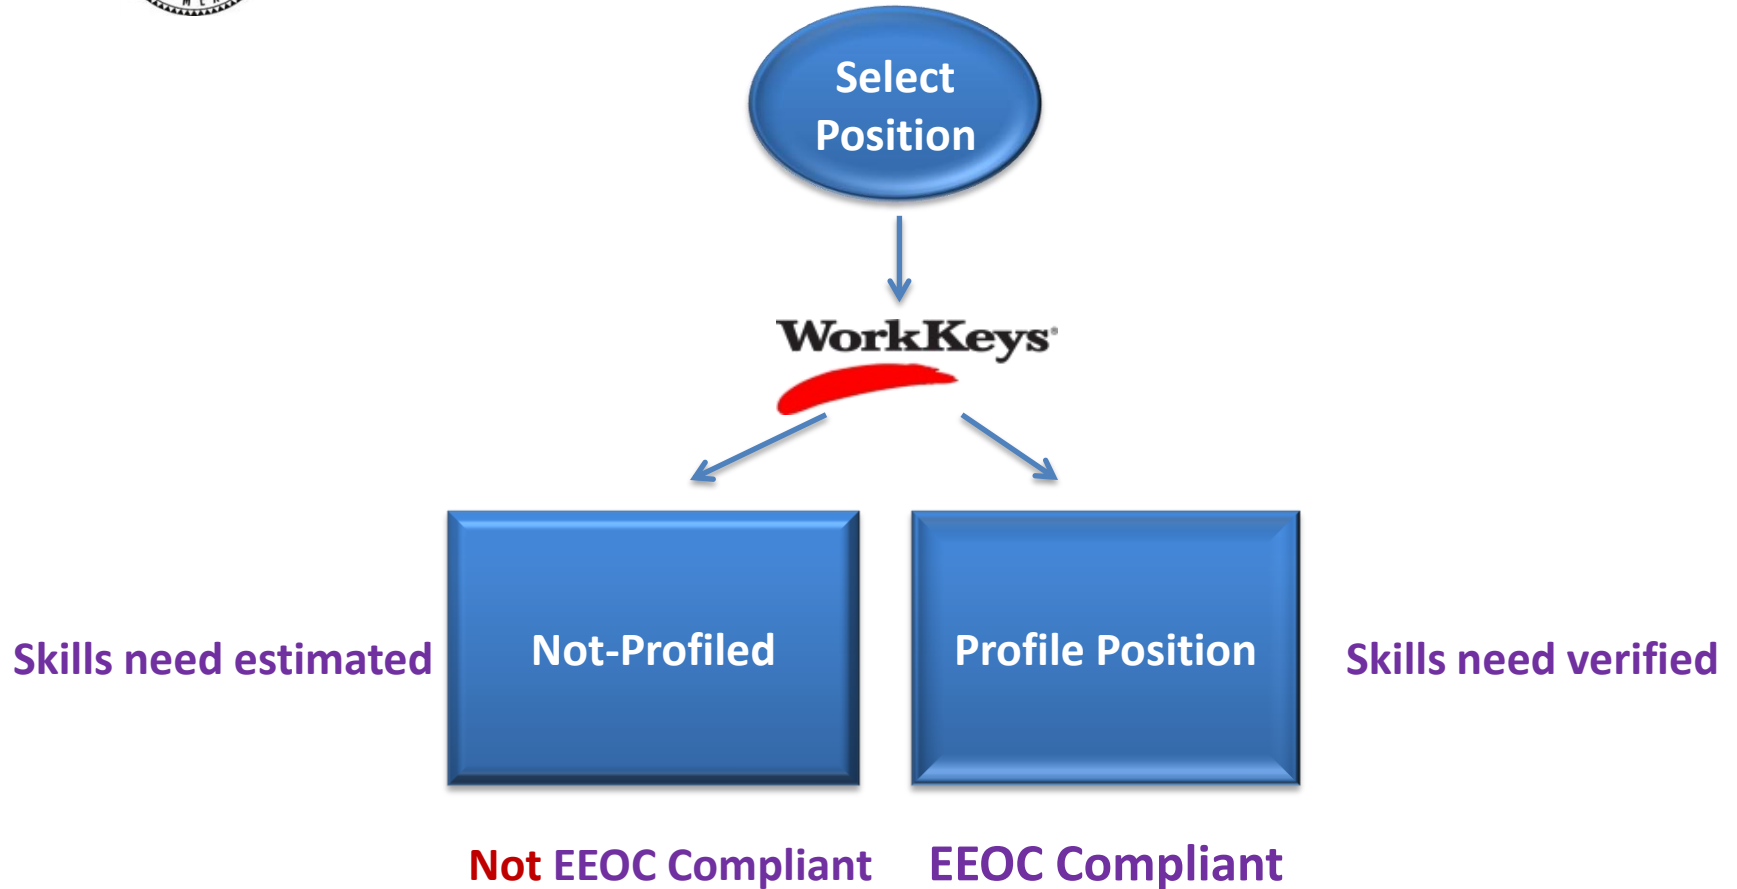 Select
Position
WorkKeys®
Skills need estimated
Not-Profiled
Profile Position
Skills need verified
Not EEOC Compliant
EEOC Compliant